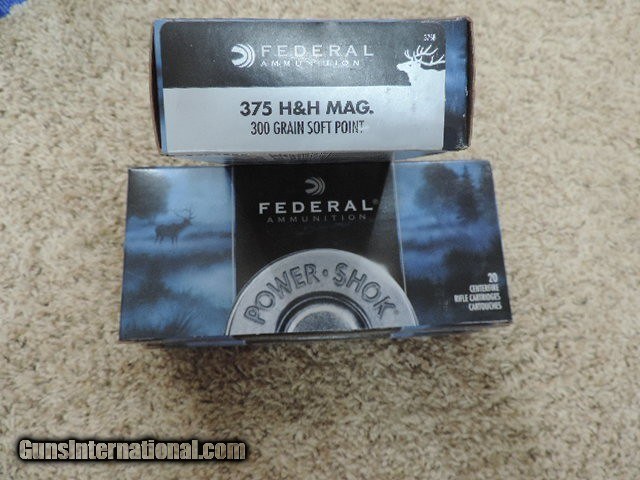 FEDERAL
AMMUNITION
375 H&H MAG.
300 GRAIN SOFT POINT
FEDERAL®
AMMUNITION
POWER·SHOK®
20
CENTERFIRE
RIFLE CARTRIDGES
CARTOUCHES
GunsInternational.com